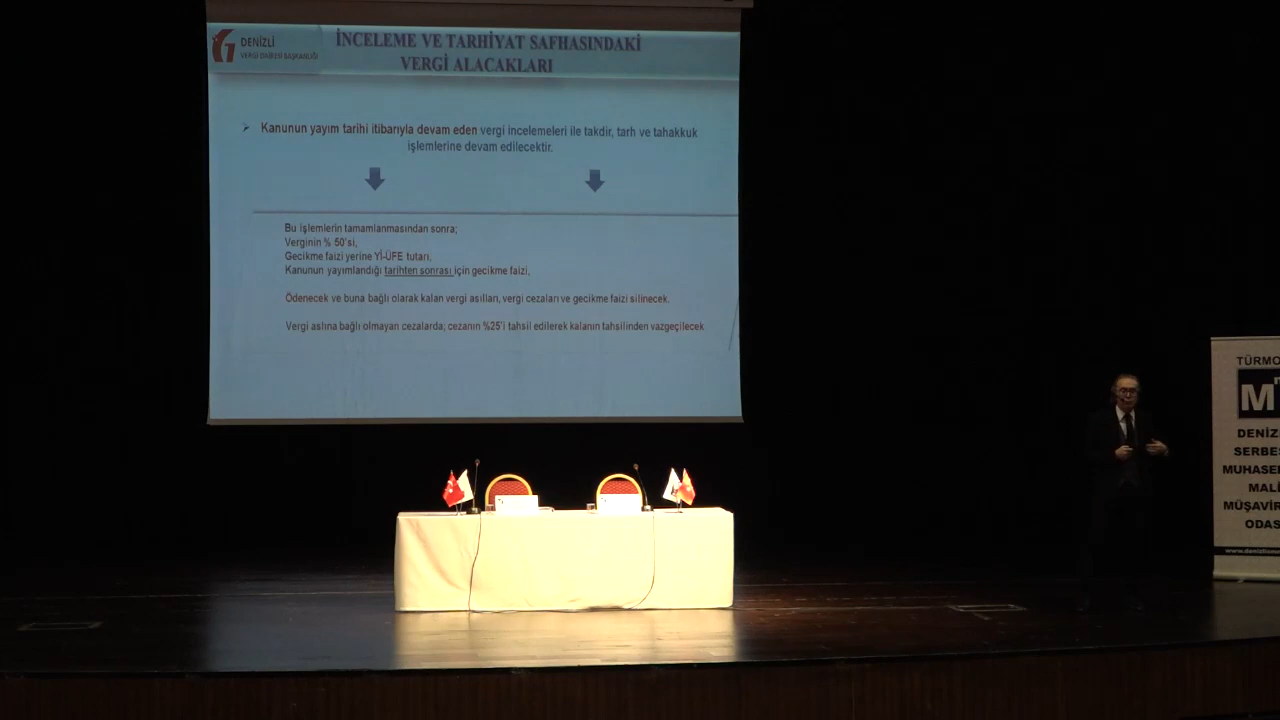 DENİZLİ
VERGİ DAİRESİ BAŞKANLIĞI
İNCELEME VE TARHİYAT SAFHASINDAKİ
VERGİ ALACAKLARI
Kanunun yayım tarihi itibarıyla devam eden vergi incelemeleri ile takdir, tarh ve tahakkuk
işlemlerine devam edilecektir.
Bu işlemlerin tamamlanmasından sonra;
Verginin % 50'si,
Gecikme faizi yerine Yİ-ÜFE tutarı,
Kanunun yayımlandığı tarihten sonrası için gecikme faizi,
Ödenecek ve buna bağlı olarak kalan vergi asılları, vergi cezaları ve gecikme faizi silinecek.
Vergi aslına bağlı olmayan cezalarda; cezanın %25'i tahsil edilerek kalanın tahsilinden vazgeçilecek
TÜRMO
M
DENİZ
SERBES
MUHASE
MALİ
MÜŞAVİR
ODAS